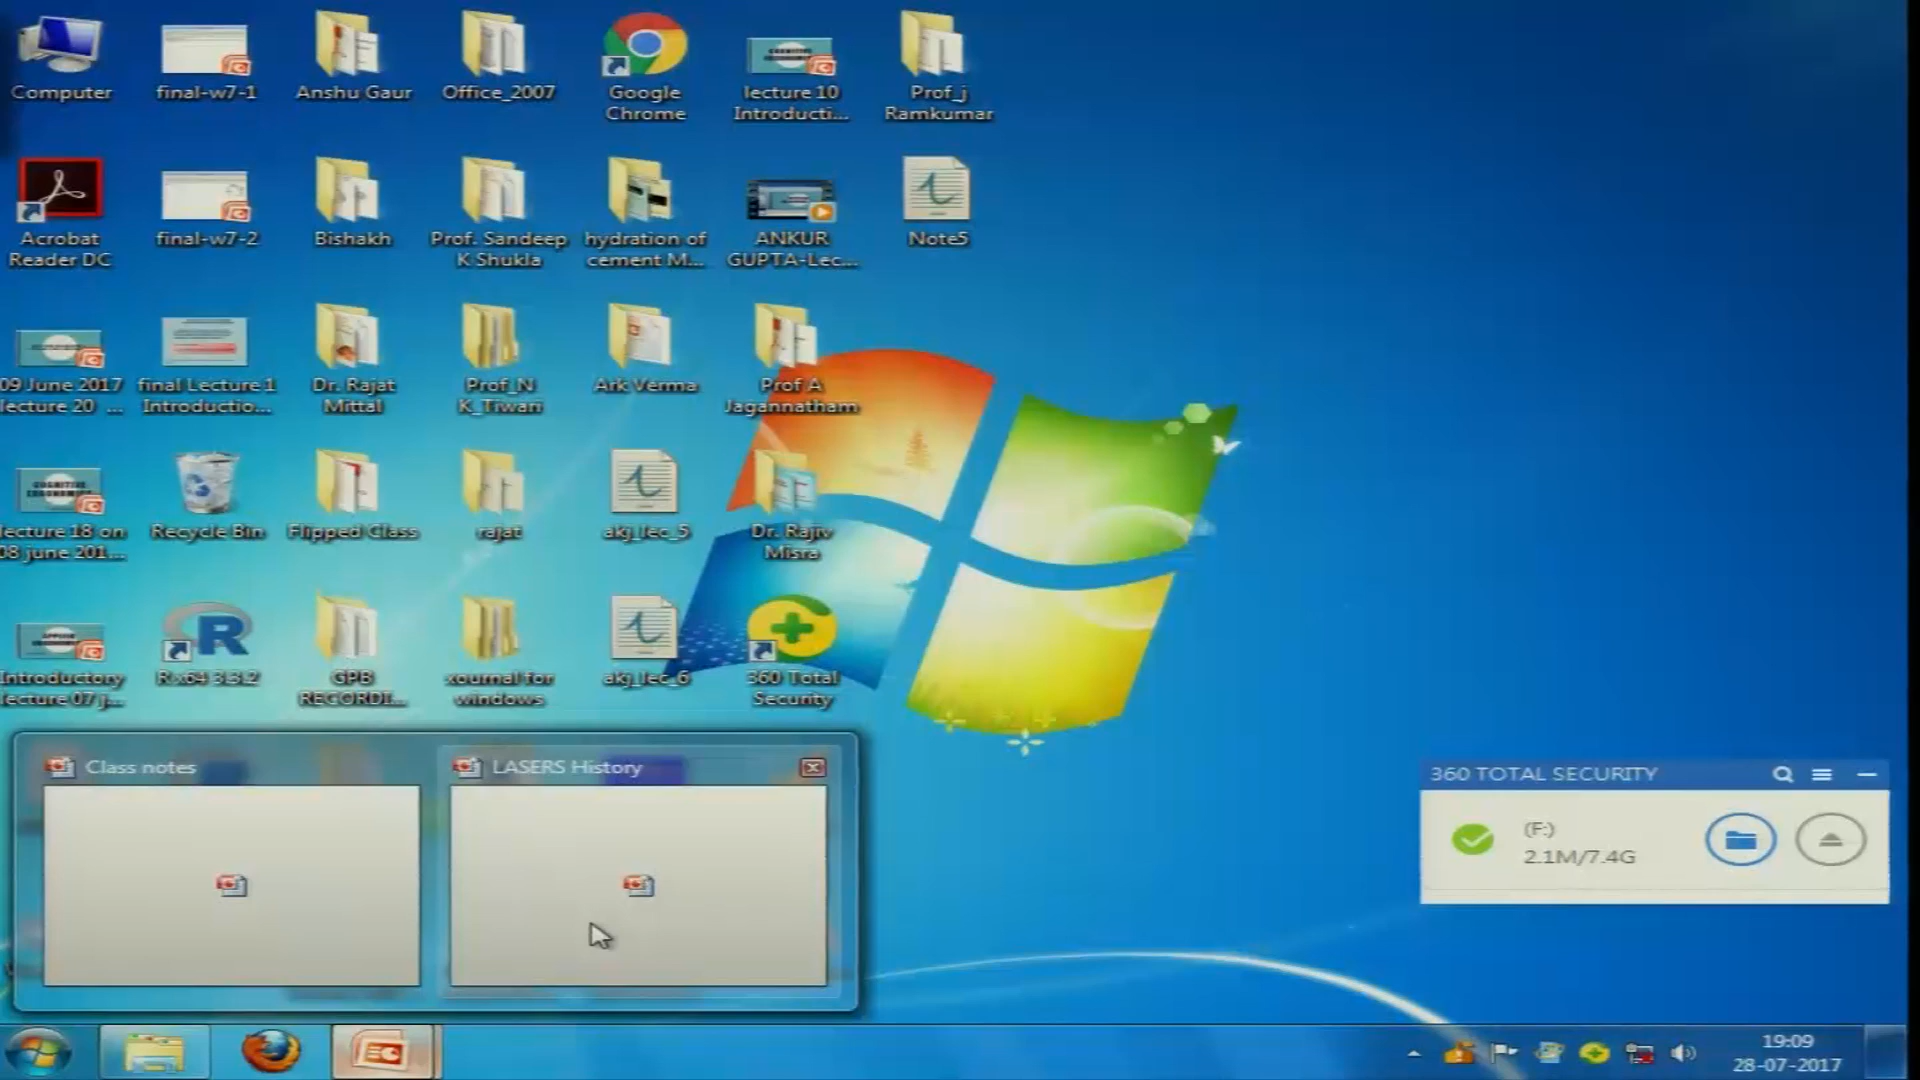 Computer
final-w7-1
Anshu Gaur
Office_2007
Google
Chrome
lecture 10
Introducti...
Prof_j
Ramkumar
Acrobat
Reader DC
final-w7-2
Bishakh
Prof. Sandeep
K Shukla
hydration of
cement M...
ANKUR
GUPTA-Lec...
Note5
09 June 2017
lecture 20 ...
final Lecture 1
Introductio...
Dr. Rajat
Mittal
Prof_N
K_Tiwari
Ark Verma
Prof A
Jagannatham
lecture 18 on
08 june 201...
Recycle Bin
Flipped Class
rajat
akj_lec_5
Dr. Rajiv
Misra
Introductory
lecture 07 j...
R x64 3.3.2
GPB
RECORDI...
xournal for
windows
akj_lec_6
360 Total
Security
Class notes
LASERS History
360 TOTAL SECURITY
(F:)
2.1M/7.4G
19:09
28-07-2017